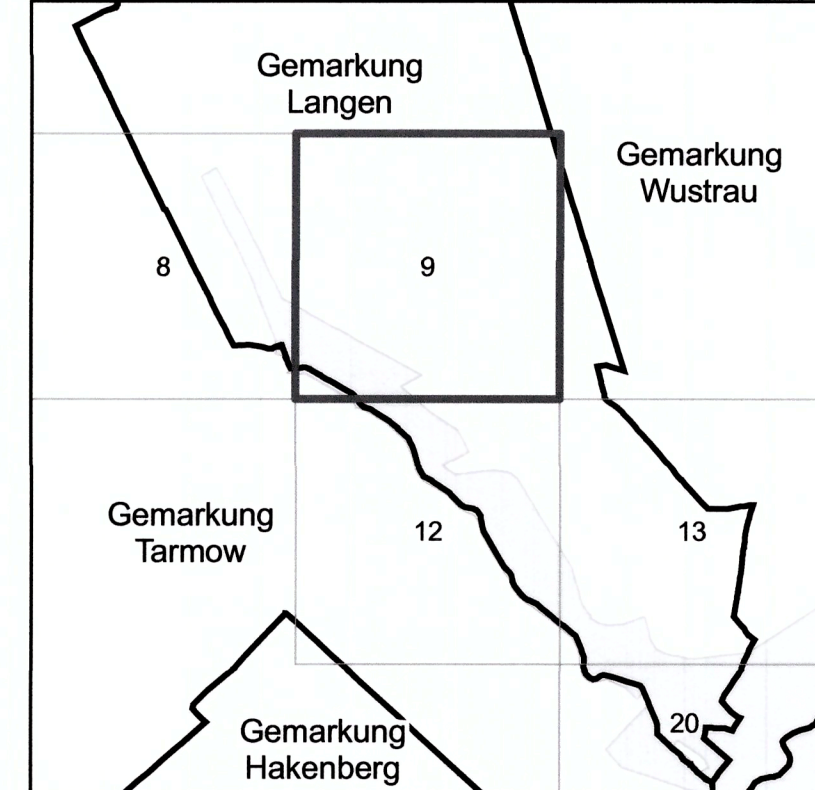 Gemarkung
Langen
Gemarkung
Wustrau
8
9
Gemarkung
Tarmow
12
13
20
Gemarkung
Hakenberg